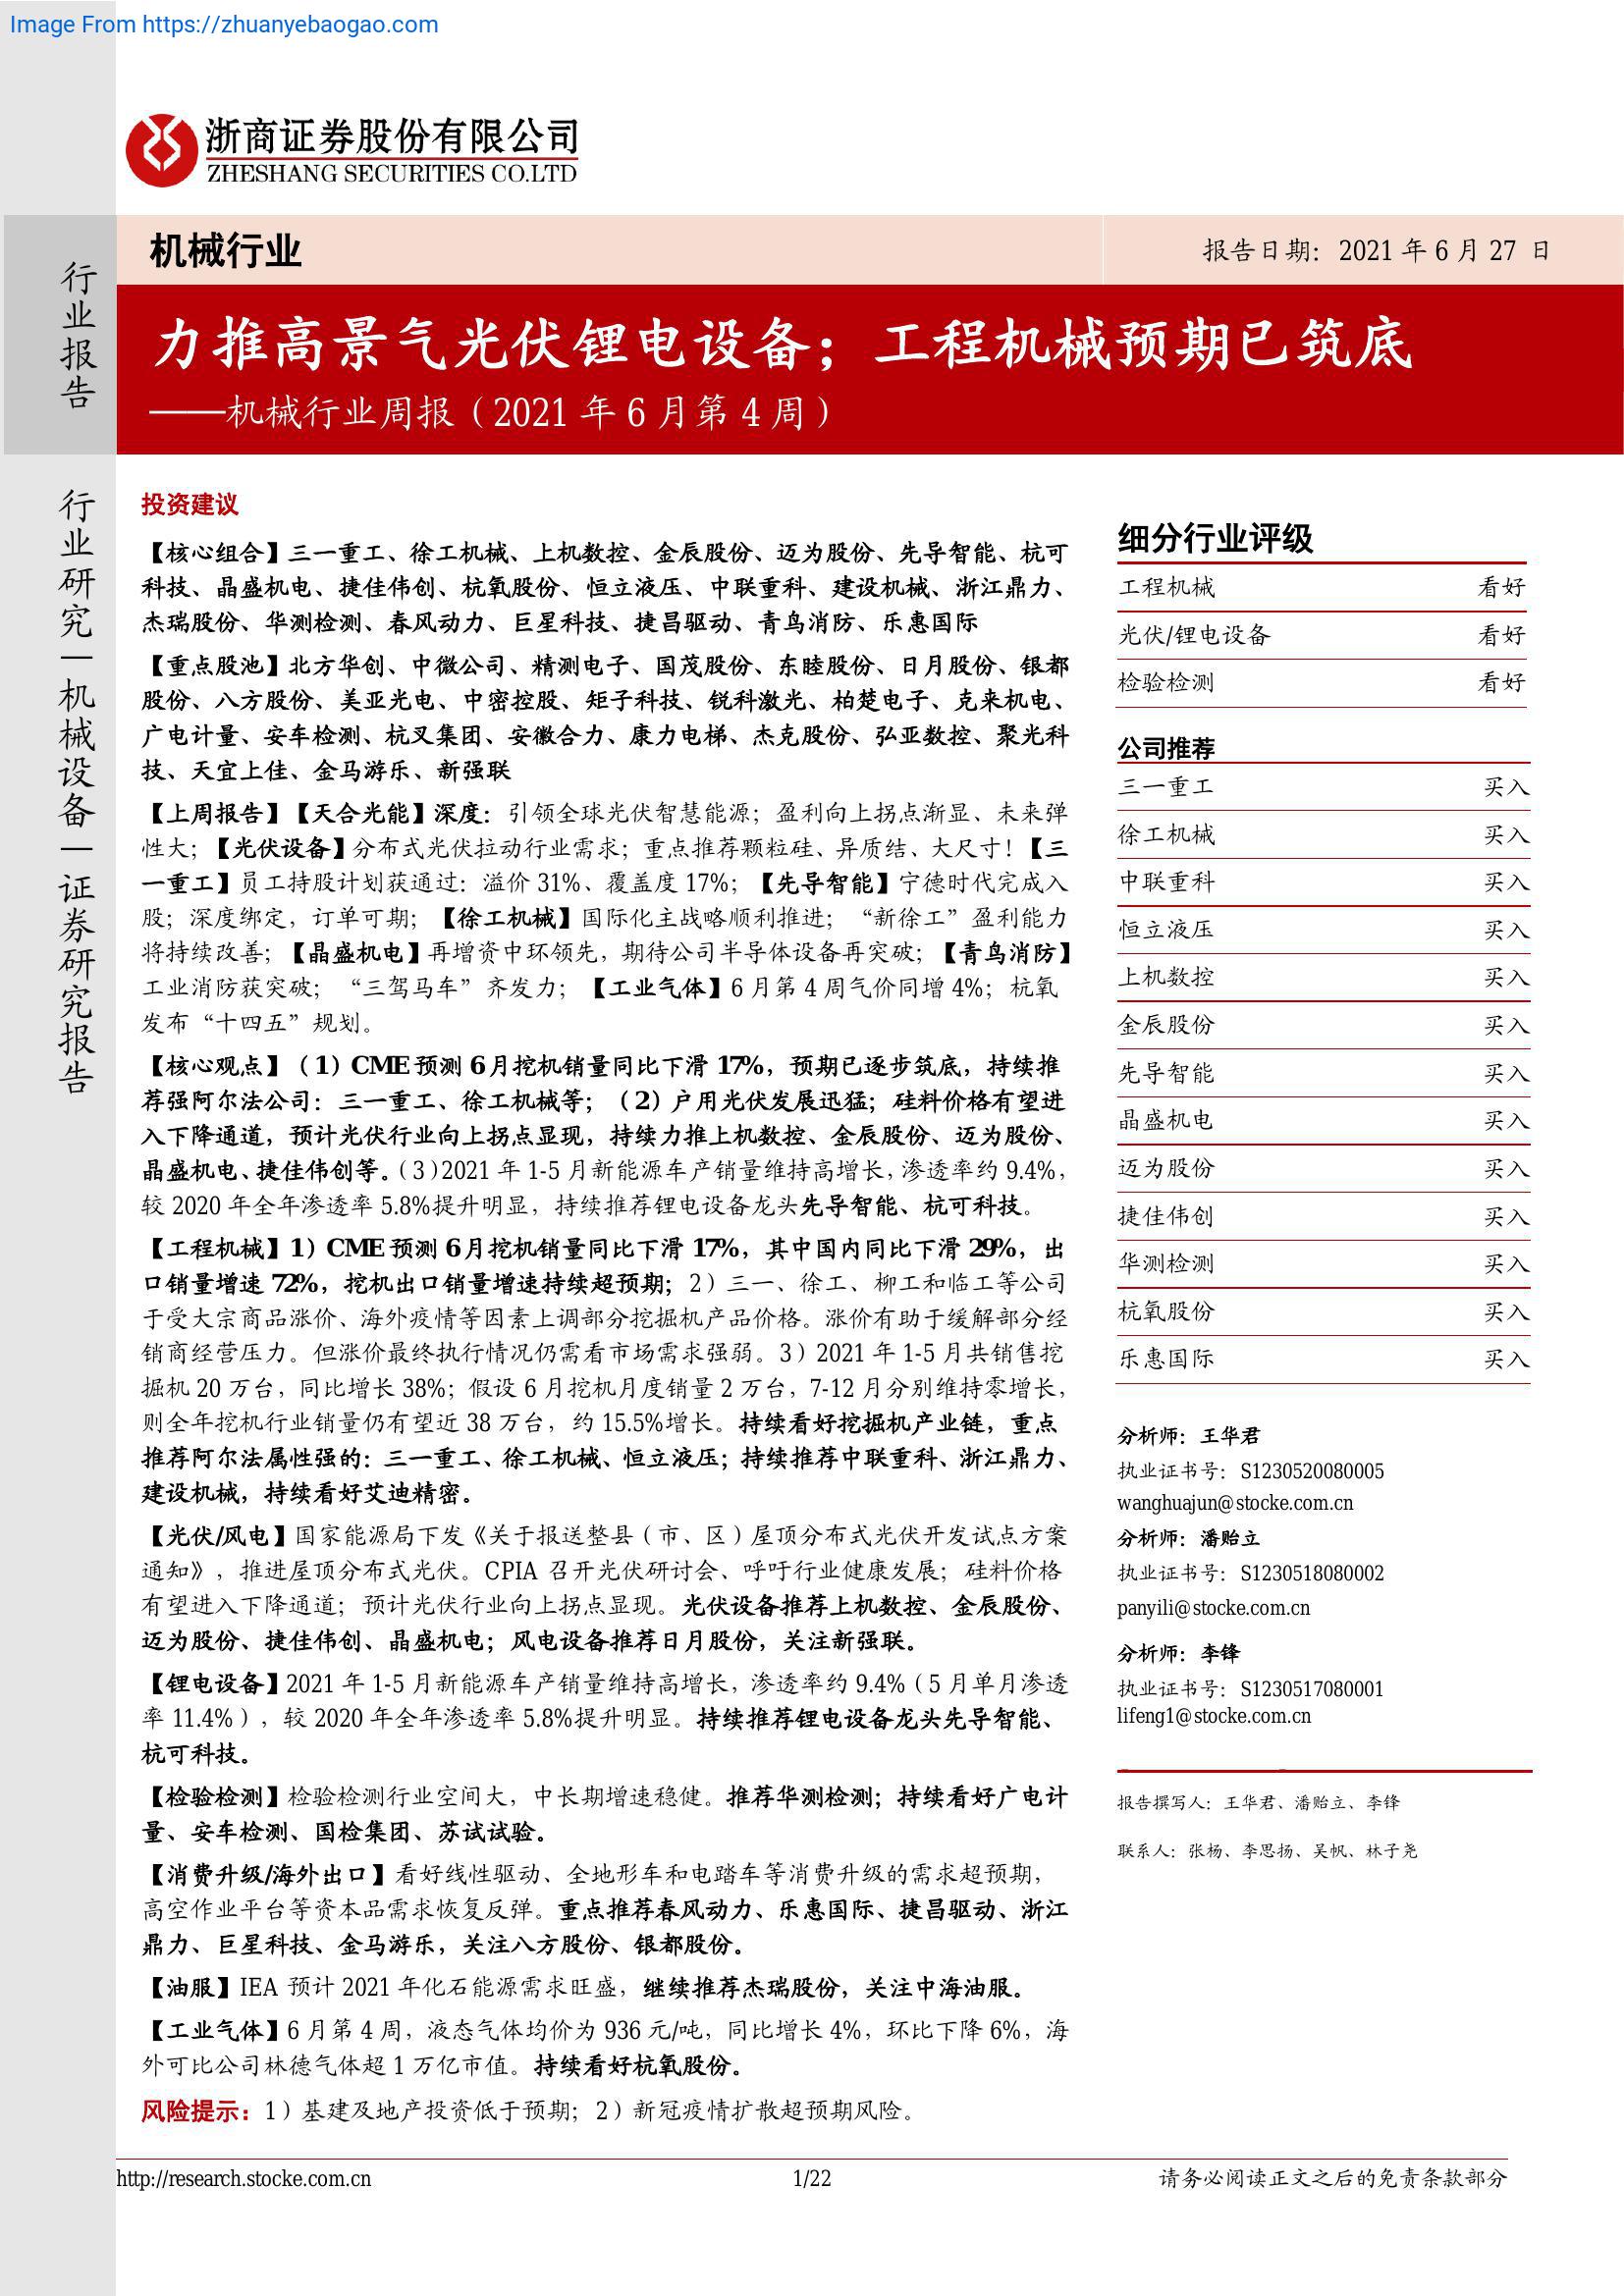 Image From https://zhuanyebaogao.com
浙商证券股份有限公司
ZHESHANG SECURITIES CO.LTD
行业报告
机械行业
报告日期：2021 年 6 月 27 日
力推高景气光伏锂电设备；工程机械预期已筑底
——机械行业周报（2021 年 6 月第 4 周）
行业研究—机械设备—证券研究报告
投资建议
【核心组合】三一重工、徐工机械、上机数控、金辰股份、迈为股份、先导智能、杭可
科技、晶盛机电、捷佳伟创、杭氧股份、恒立液压、中联重科、建设机械、浙江鼎力、
杰瑞股份、华测检测、春风动力、巨星科技、捷昌驱动、青鸟消防、乐惠国际
【重点股池】北方华创、中微公司、精测电子、国茂股份、东睦股份、日月股份、银都
股份、八方股份、美亚光电、中密控股、矩子科技、锐科激光、柏楚电子、克来机电、
广电计量、安车检测、杭叉集团、安徽合力、康力电梯、杰克股份、弘亚数控、聚光科
技、天宜上佳、金马游乐、新强联
【上周报告】【天合光能】深度：引领全球光伏智慧能源；盈利向上拐点渐显、未来弹
性大；【光伏设备】分布式光伏拉动行业需求；重点推荐颗粒硅、异质结、大尺寸！【三
一重工】员工持股计划获通过：溢价 31%、覆盖度 17%；【先导智能】宁德时代完成入
股；深度绑定，订单可期；【徐工机械】国际化主战略顺利推进；“新徐工”盈利能力
将持续改善；【晶盛机电】再增资中环领先，期待公司半导体设备再突破；【青鸟消防】
工业消防获突破；“三驾马车”齐发力；【工业气体】6 月第 4 周气价同增 4%；杭氧
发布“十四五”规划。
【核心观点】（1）CME 预测 6 月挖机销量同比下滑 17%，预期已逐步筑底，持续推
荐强阿尔法公司：三一重工、徐工机械等；（2）户用光伏发展迅猛；硅料价格有望进
入下降通道，预计光伏行业向上拐点显现，持续力推上机数控、金辰股份、迈为股份、
晶盛机电、捷佳伟创等。（3）2021 年 1-5 月新能源车产销量维持高增长，渗透率约 9.4%，
较 2020 年全年渗透率 5.8%提升明显，持续推荐锂电设备龙头先导智能、杭可科技。
【工程机械】1）CME 预测 6 月挖机销量同比下滑 17%，其中国内同比下滑 29%，出
口销量增速 72%，挖机出口销量增速持续超预期；2）三一、徐工、柳工和临工等公司
于受大宗商品涨价、海外疫情等因素上调部分挖掘机产品价格。涨价有助于缓解部分经
销商经营压力。但涨价最终执行情况仍需看市场需求强弱。3）2021 年 1-5 月共销售挖
掘机 20 万台，同比增长 38%；假设 6 月挖机月度销量 2 万台，7-12 月分别维持零增长，
则全年挖机行业销量仍有望近 38 万台，约 15.5%增长。持续看好挖掘机产业链，重点
推荐阿尔法属性强的：三一重工、徐工机械、恒立液压；持续推荐中联重科、浙江鼎力、
建设机械，持续看好艾迪精密。
【光伏/风电】国家能源局下发《关于报送整县（市、区）屋顶分布式光伏开发试点方案
通知》，推进屋顶分布式光伏。CPIA 召开光伏研讨会、呼吁行业健康发展；硅料价格
有望进入下降通道；预计光伏行业向上拐点显现。光伏设备推荐上机数控、金辰股份、
迈为股份、捷佳伟创、晶盛机电；风电设备推荐日月股份，关注新强联。
【锂电设备】2021 年 1-5 月新能源车产销量维持高增长，渗透率约 9.4%（5 月单月渗透
率 11.4%），较 2020 年全年渗透率 5.8%提升明显。持续推荐锂电设备龙头先导智能、
杭可科技。
【检验检测】检验检测行业空间大，中长期增速稳健。推荐华测检测；持续看好广电计
量、安车检测、国检集团、苏试试验。
【消费升级/海外出口】看好线性驱动、全地形车和电踏车等消费升级的需求超预期，
高空作业平台等资本品需求恢复反弹。重点推荐春风动力、乐惠国际、捷昌驱动、浙江
鼎力、巨星科技、金马游乐，关注八方股份、银都股份。
【油服】IEA 预计 2021 年化石能源需求旺盛，继续推荐杰瑞股份，关注中海油服。
【工业气体】6 月第 4 周，液态气体均价为 936 元/吨，同比增长 4%，环比下降 6%，海
外可比公司林德气体超 1 万亿市值。持续看好杭氧股份。
风险提示：1）基建及地产投资低于预期；2）新冠疫情扩散超预期风险。
细分行业评级
工程机械 看好
光伏/锂电设备 看好
检验检测 看好
公司推荐
三一重工 买入
徐工机械 买入
中联重科 买入
恒立液压 买入
上机数控 买入
金辰股份 买入
先导智能 买入
晶盛机电 买入
迈为股份 买入
捷佳伟创 买入
华测检测 买入
杭氧股份 买入
乐惠国际 买入
分析师：王华君
执业证书号：S1230520080005
wanghuajun@stocke.com.cn
分析师：潘贻立
执业证书号：S1230518080002
panyili@stocke.com.cn
分析师：李锋
执业证书号：S1230517080001
lifeng1@stocke.com.cn
报告撰写人：王华君、潘贻立、李锋
联系人：张杨、李思扬、吴帆、林子尧
http://research.stocke.com.cn
1/22
请务必阅读正文之后的免责条款部分